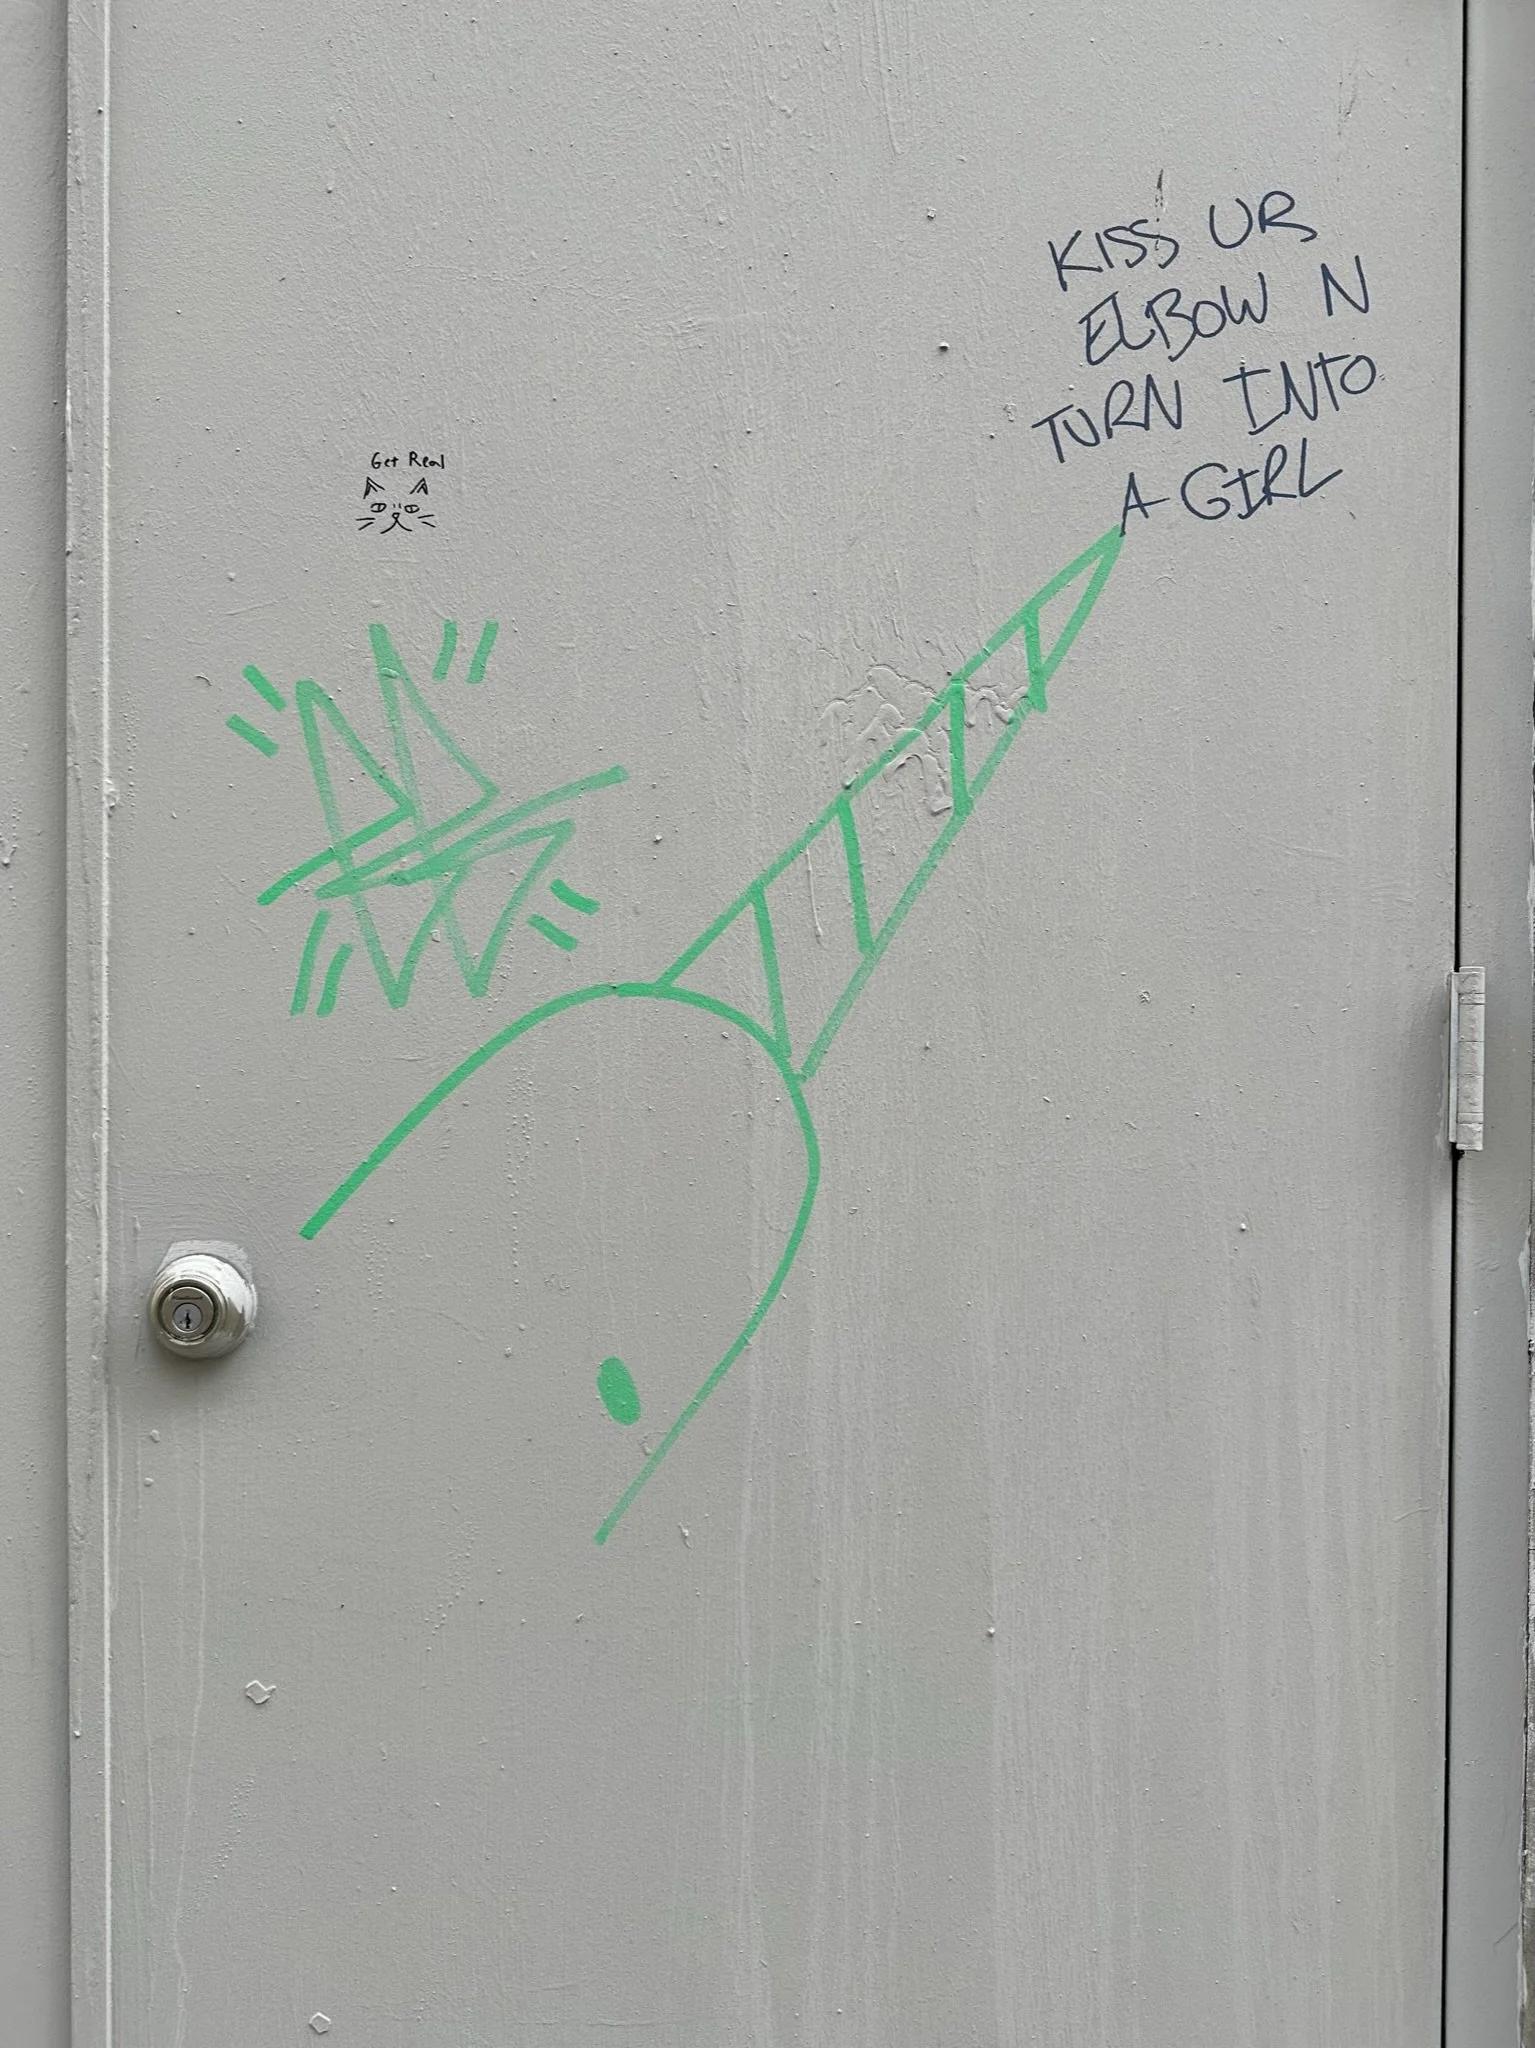 KISS UR
ELBOW N
TURN INTO
A GIRL
Get Real